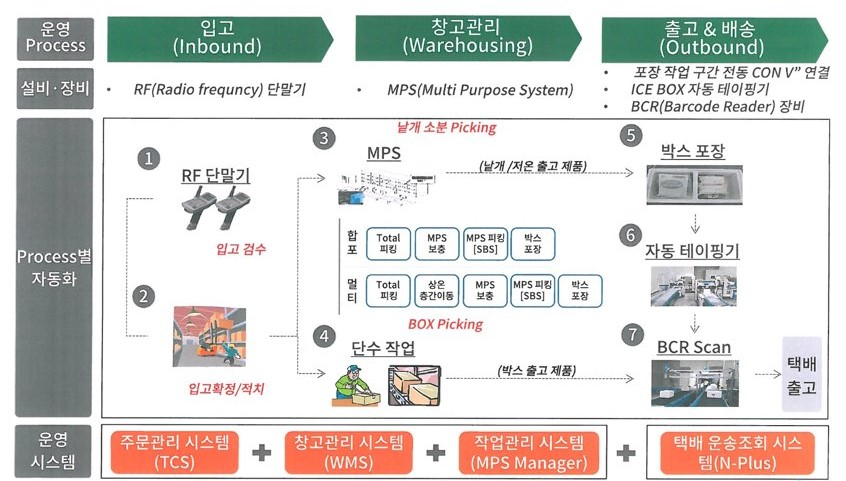 운영
Process
입고
(Inbound)
창고관리
(Warehousing)
출고 & 배송
(Outbound)
설비·장비
• RF(Radio frequncy) 단말기
• MPS(Multi Purpose System)
• 포장 작업 구간 전동 CON V” 연결
• ICE BOX 자동 테이핑기
• BCR(Barcode Reader) 장비
Process별
자동화
1
RF 단말기
입고 검수
2
입고확정/적치
낱개 소분 Picking
3
MPS
(낱개 /저온 출고 제품)
합포
Total
피킹
MPS
보충
MPS 피킹
[SBS]
박스
포장
멀티
Total
피킹
상온
층간이동
MPS
보충
MPS 피킹
[SBS]
박스
포장
BOX Picking
4
단수 작업
(박스 출고 제품)
5
박스 포장
6
자동 테이핑기
7
BCR Scan
택배
출고
운영
시스템
주문관리 시스템
(TCS)
+
창고관리 시스템
(WMS)
+
작업관리 시스템
(MPS Manager)
+
택배 운송조회 시스
템(N-Plus)